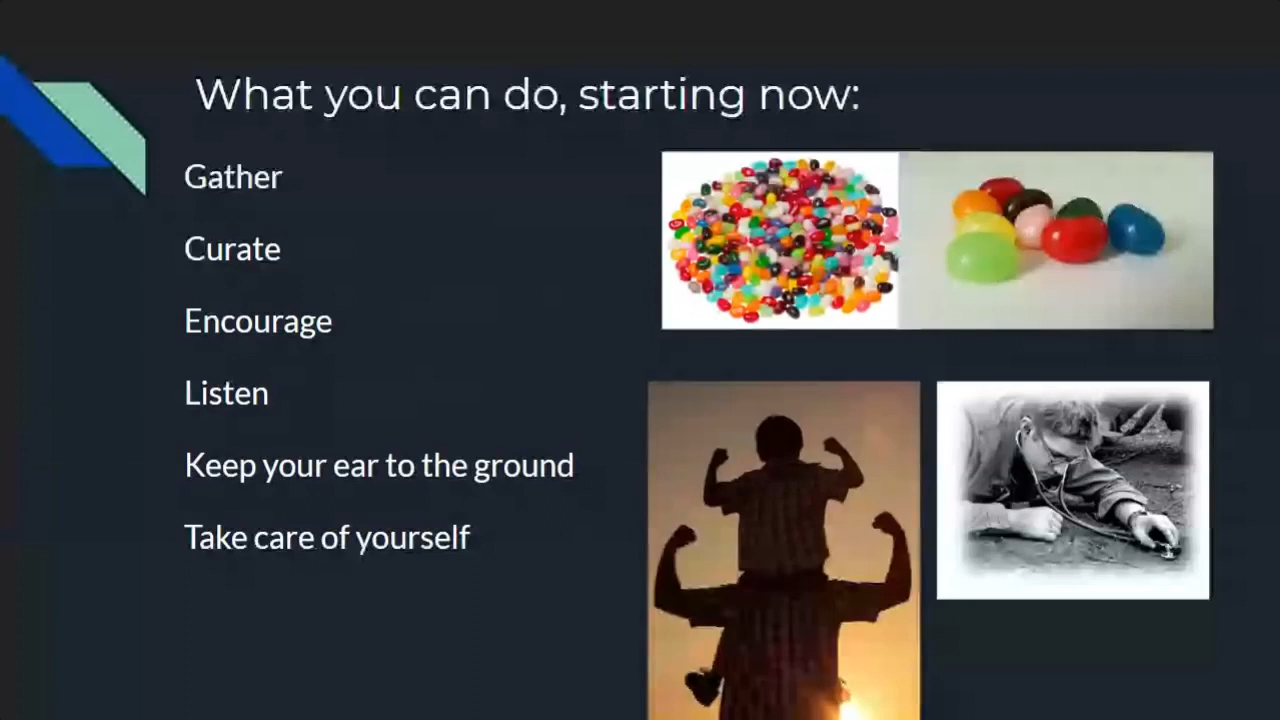 What you can do, starting now:
Gather
Curate
Encourage
Listen
Keep your ear to the ground
Take care of yourself